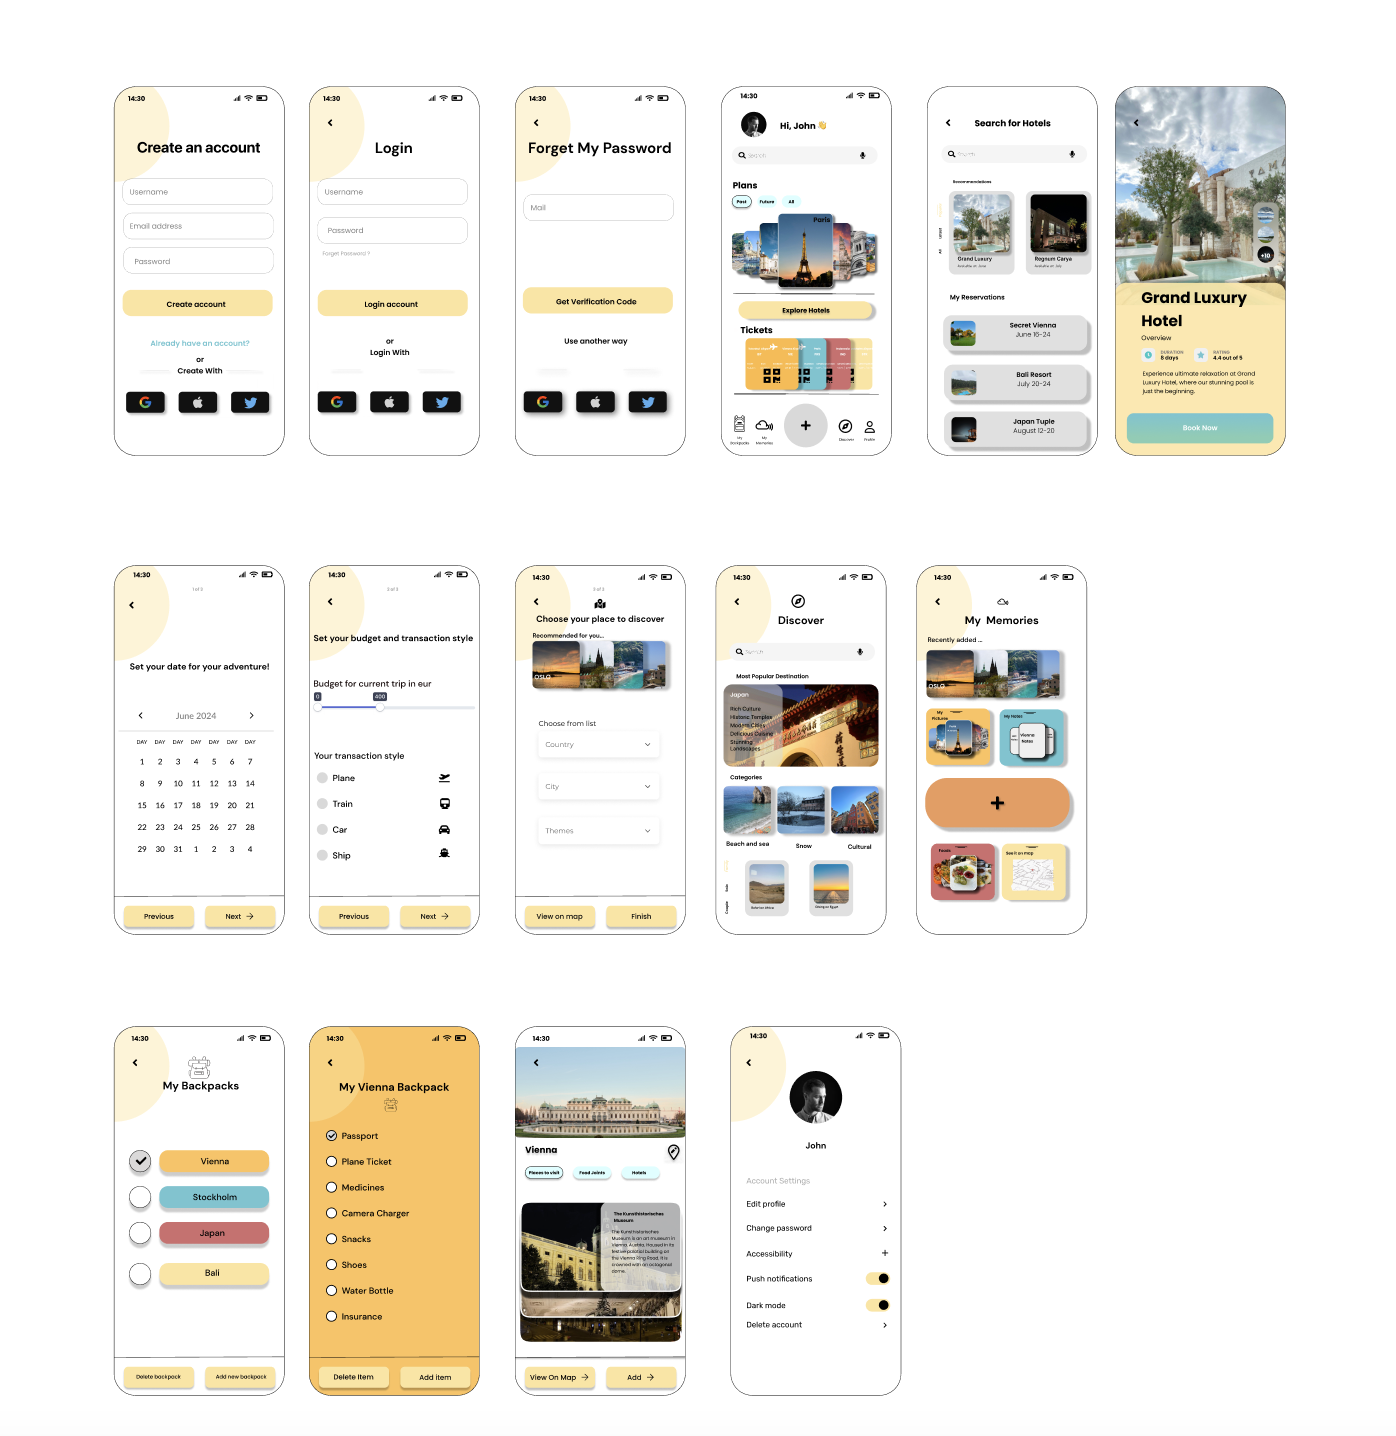 14:30
Create an account
Username
Email address
Password
Create account
Already have an account?
or
Create With
14:30
Login
Username
Password
Forget Password ?
Login account
or
Login With
14:30
Forget My Password
Mail
Get Verification Code
Use another way
14:30
Hi, John 👋
Search
Plans
Past
Future
All
Paris
Explore Hotels
Tickets
My
Backpacks
My
Memories
Discover
Profile
Search for Hotels
Search
Recommendations
Latest
All
Grand Luxury
Available on: June
Regnum Carya
Available on: July
My Reservations
Secret Vienna
June 16-24
Bali Resort
July 20-24
Japan Tuple
August 12-20
+10
Grand Luxury
Hotel
Overview
DURATION
8 days
RATING
4.4 out of 5
Experience ultimate relaxation at Grand
Luxury Hotel, where our stunning pool is
just the beginning.
Book Now
14:30
1 of 3
Set your date for your adventure!
June 2024
DAY DAY DAY DAY DAY DAY DAY
1 2 3 4 5 6 7
8 9 10 11 12 13 14
15 16 17 18 19 20 21
22 23 24 25 26 27 28
29 30 31 1 2 3 4
Previous
Next
14:30
2 of 3
Set your budget and transaction style
Budget for current trip in eur
0
400
Your transaction style
Plane
Train
Car
Ship
Previous
Next
14:30
3 of 3
Choose your place to discover
Recommended for you...
OSLO
Choose from list
Country
City
Themes
View on map
Finish
14:30
Discover
Search
Most Popular Destination
Japan
Rich Culture
Historic Temples
Modern Cities
Delicious Cuisine
Stunning
Landscapes
Categories
Beach and sea
Snow
Cultural
Solo
Couple
14:30
My Memories
Recently added ...
OSLO
My
Pictures
My Notes
Vienna
Notes
Foods
See it on map
14:30
My Backpacks
Vienna
Stockholm
Japan
Bali
Delete backpack
Add new backpack
14:30
My Vienna Backpack
Passport
Plane Ticket
Medicines
Camera Charger
Snacks
Shoes
Water Bottle
Insurance
Delete Item
Add item
14:30
Vienna
Places to visit
Food Joints
Hotels
The Kunsthistorisches
Museum
The Kunsthistorisches
Museum is an art museum in
Vienna, Austria. Housed in its
festive palatial building on
the Vienna Ring Road, it is
crowned with an octagonal
dome.
View On Map
Add
14:30
John
Account Settings
Edit profile
Change password
Accessibility
Push notifications
Dark mode
Delete account